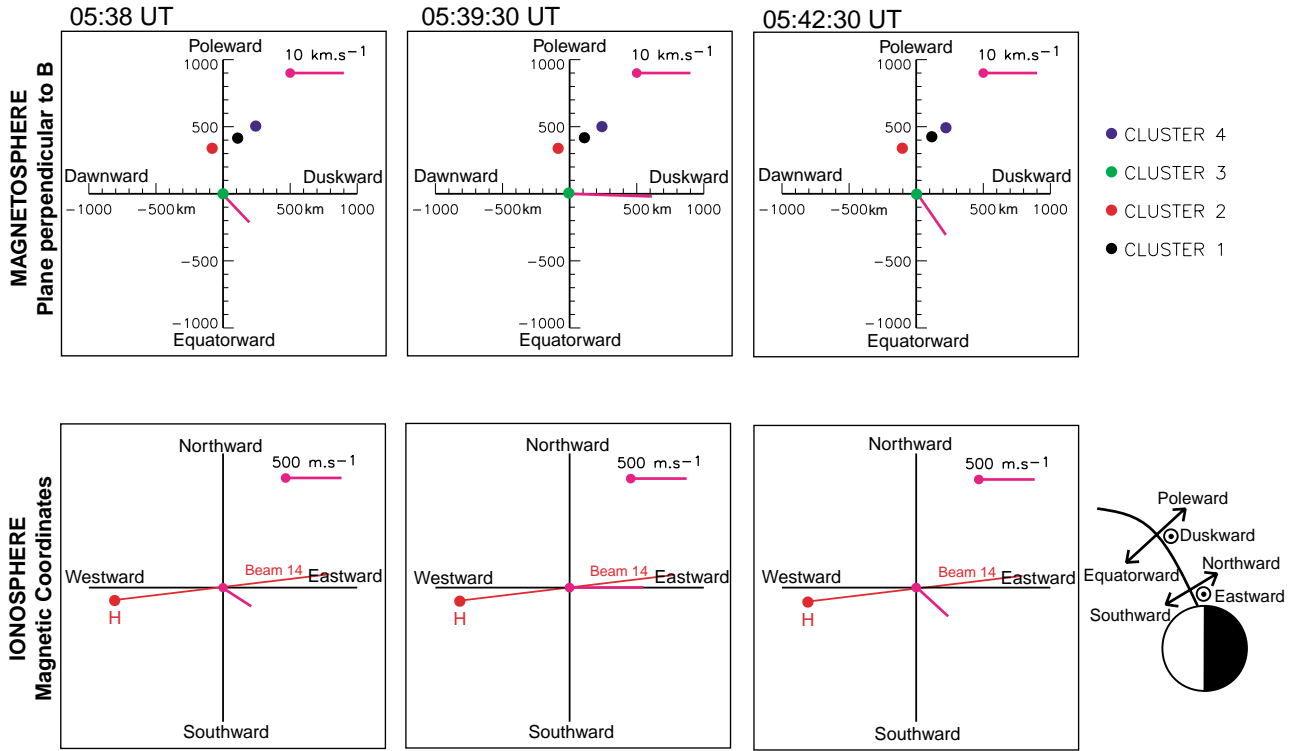 05:38 UT
05:39:30 UT
05:42:30 UT
MAGNETOSPHERE
Plane perpendicular to B
Poleward
10 km.s⁻¹
1000
500
Dawnward
Duskward
−1000
−500km
500km
1000
−500
−1000
Equatorward
Poleward
10 km.s⁻¹
1000
500
Dawnward
Duskward
−1000
−500km
500km
1000
−500
−1000
Equatorward
Poleward
10 km.s⁻¹
1000
500
Dawnward
Duskward
−1000
−500km
500km
1000
−500
−1000
Equatorward
CLUSTER 4
CLUSTER 3
CLUSTER 2
CLUSTER 1
IONOSPHERE
Magnetic Coordinates
Northward
500 m.s⁻¹
Westward
Beam 14
Eastward
H
Southward
Northward
500 m.s⁻¹
Westward
Beam 14
Eastward
H
Southward
Northward
500 m.s⁻¹
Westward
Beam 14
Eastward
H
Southward
Poleward
Duskward
Equatorward
Northward
Eastward
Southward